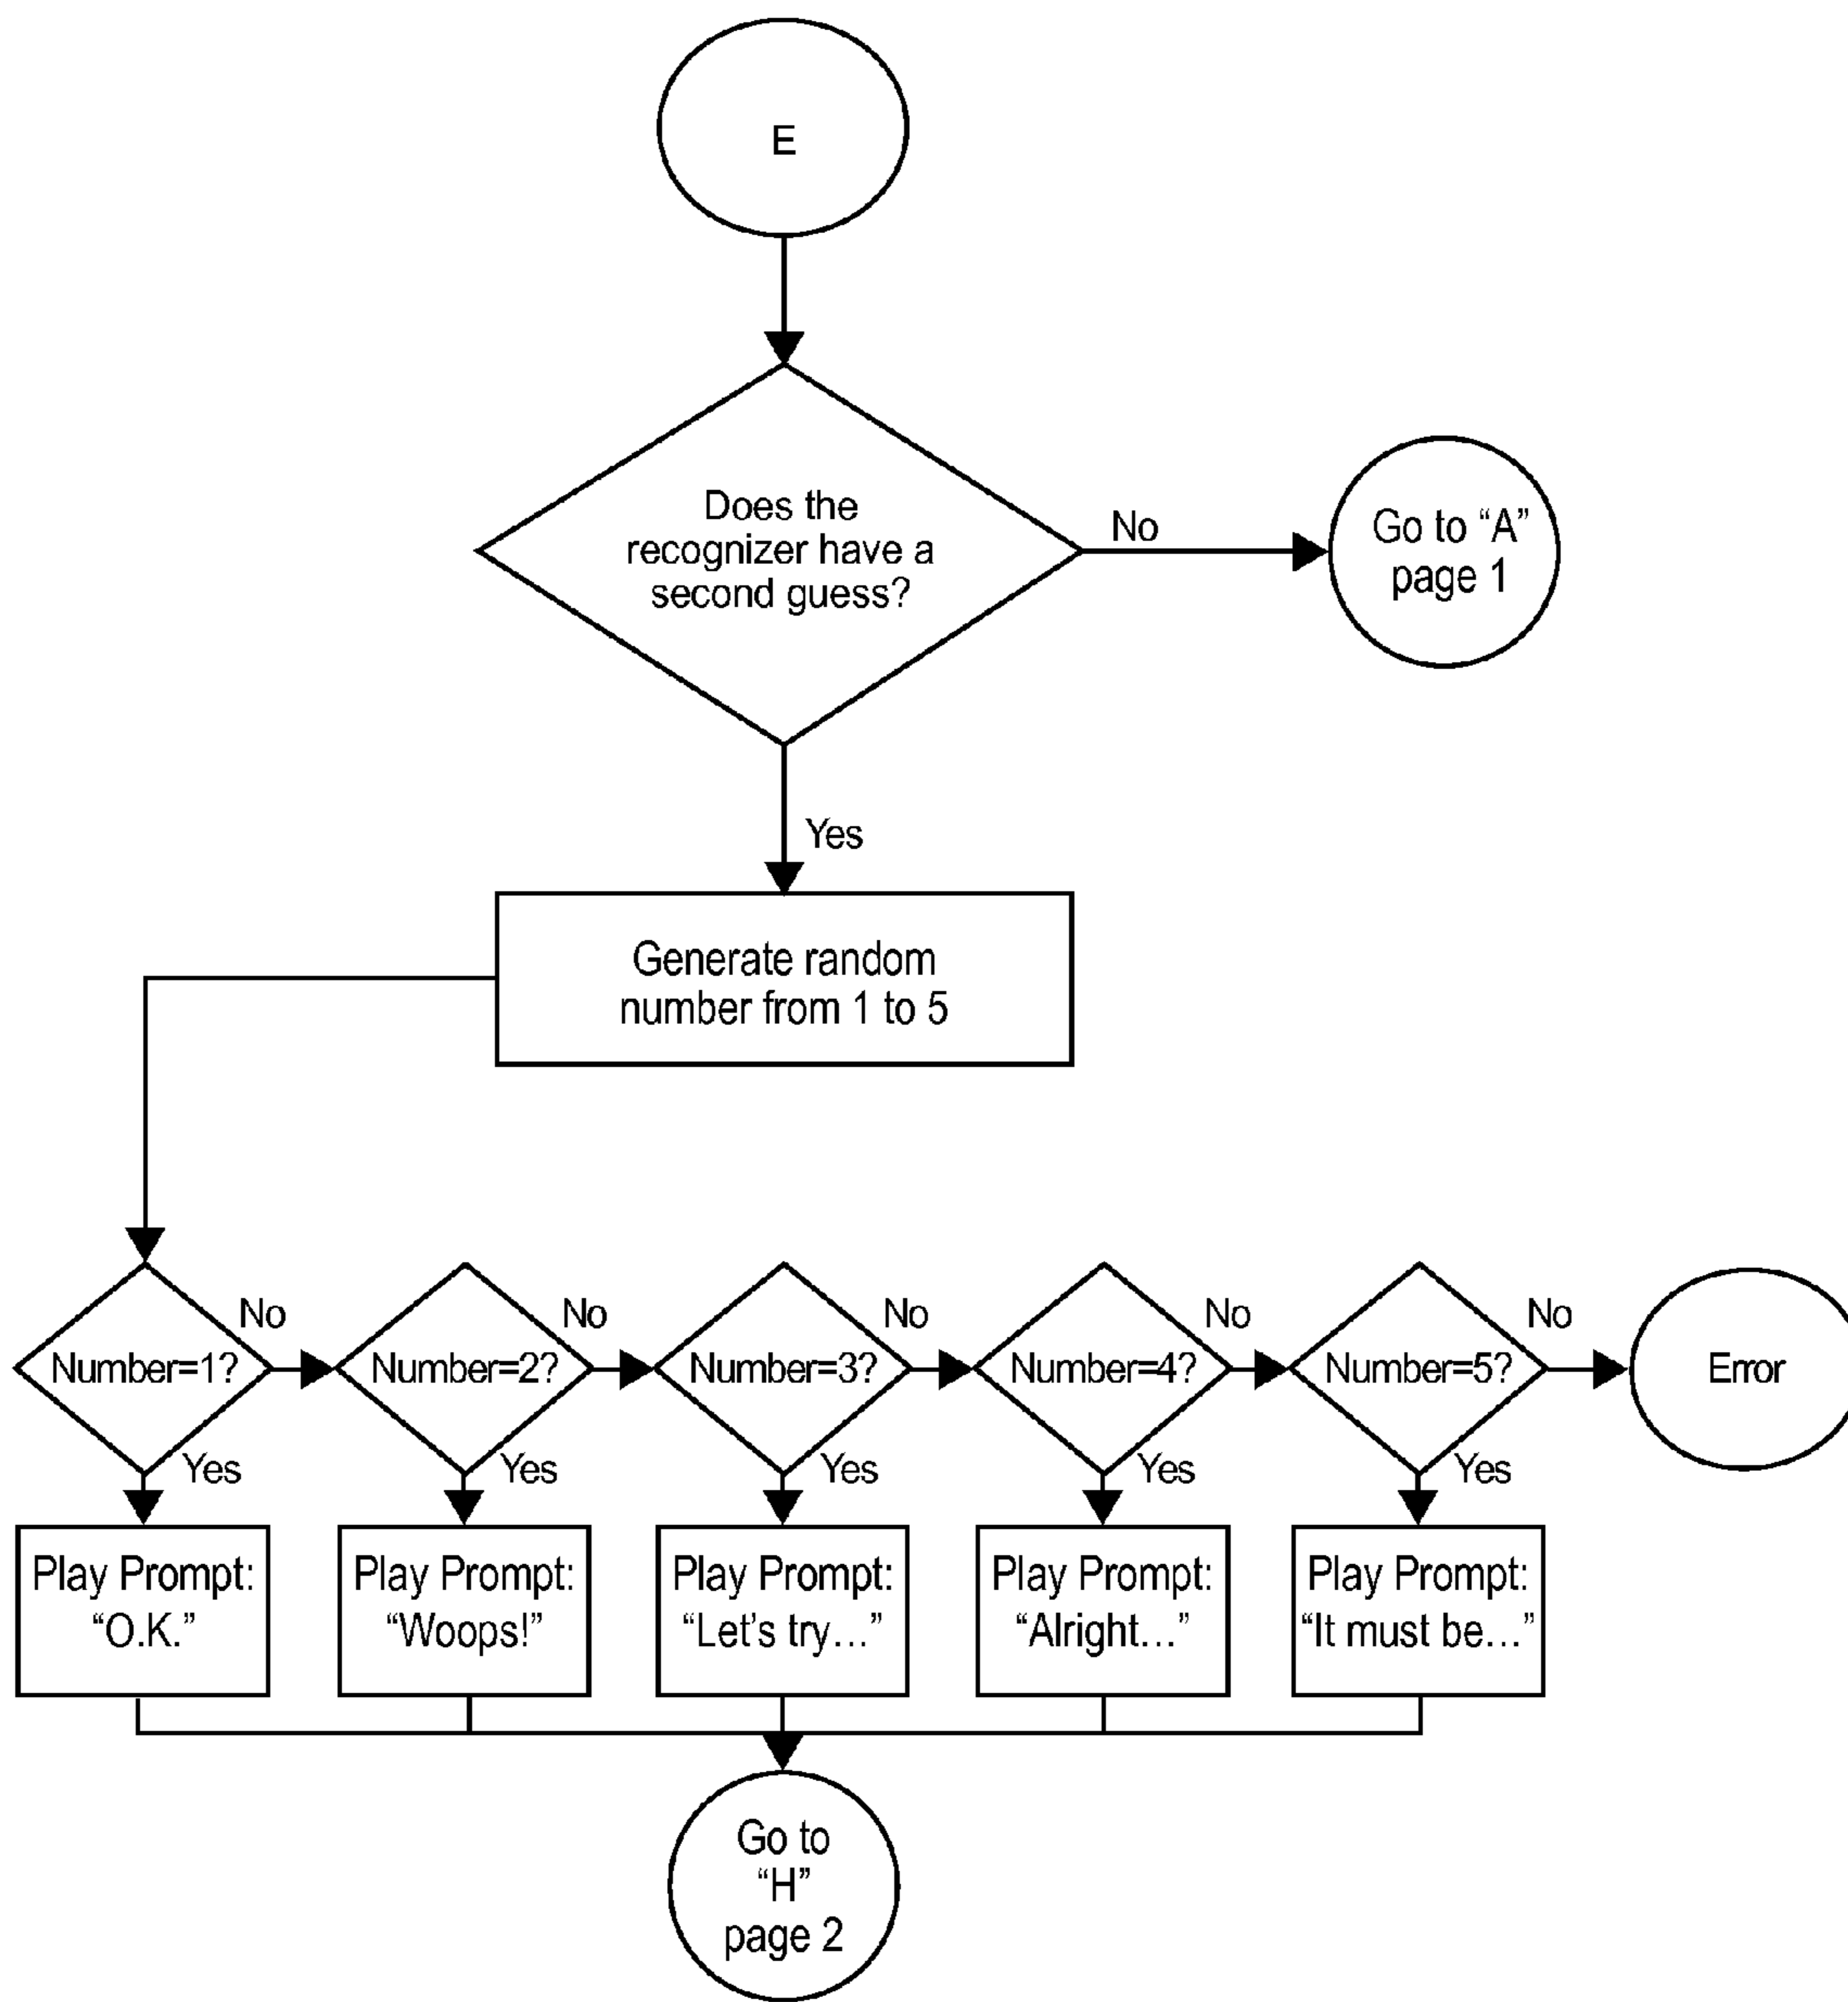 E
Does the
recognizer have a
second guess?
No
Go to “A”
page 1
Yes
Generate random
number from 1 to 5
Number=1?
No
Number=2?
No
Number=3?
No
Number=4?
No
Number=5?
No
Error
Yes
Yes
Yes
Yes
Yes
Play Prompt:
“O.K.”
Play Prompt:
“Woops!”
Play Prompt:
“Let's try…”
Play Prompt:
“Alright…”
Play Prompt:
“It must be…”
Go to
“H”
page 2